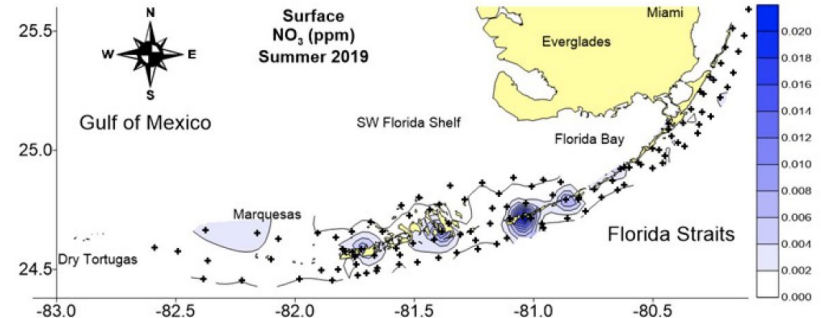 Surface
NO3 (ppm)
Summer 2019
N
W E
S
Miami
Everglades
Gulf of Mexico
SW Florida Shelf
Florida Bay
Marquesas
Dry Tortugas
Florida Straits
25.5
25.0
24.5
-83.0 -82.5 -82.0 -81.5 -81.0 -80.5
0.020
0.018
0.016
0.014
0.012
0.010
0.008
0.006
0.004
0.002
0.000